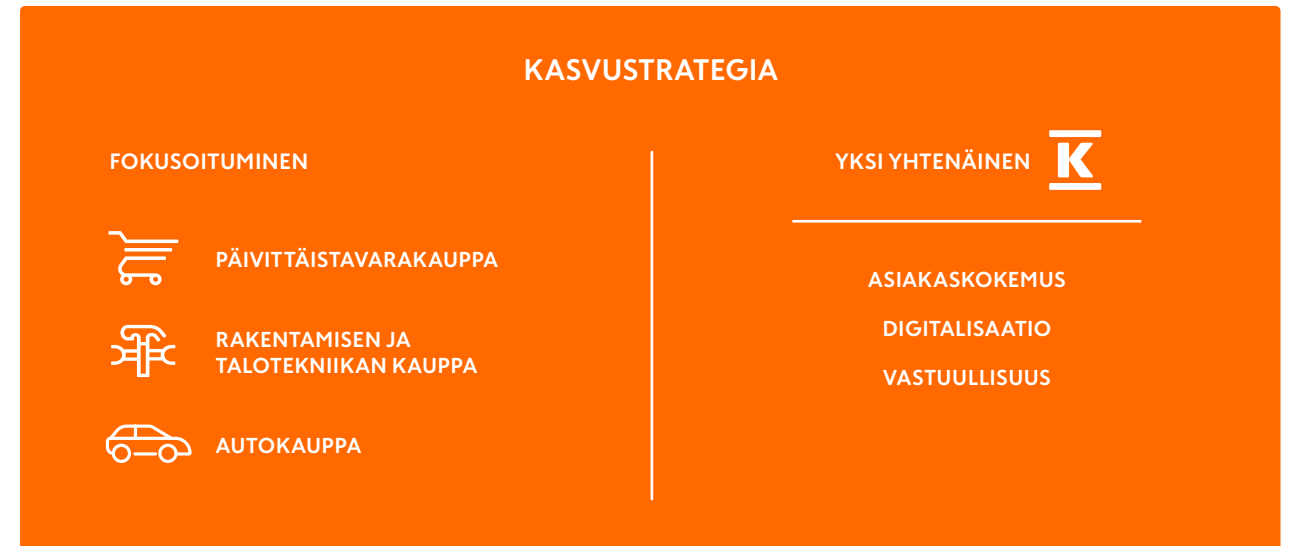 KASVUSTRATEGIA
FOKUSOITUMINEN
PÄIVITTÄISTAVARAKAUPPA
RAKENTAMISEN JA
TALOTEKNIIKAN KAUPPA
AUTOKAUPPA
YKSI YHTENÄINEN K
ASIAKASKOKEMUS
DIGITALISAATIO
VASTUULLISUUS